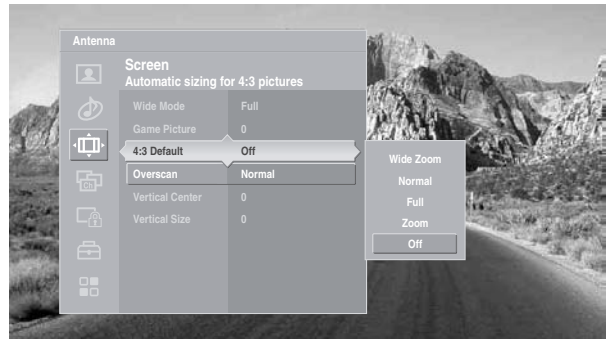 Antenna
Screen
Automatic sizing for 4:3 pictures
Wide Mode Full
Game Picture 0
4:3 Default Off
Overscan Normal
Vertical Center 0
Vertical Size 0
Wide Zoom
Normal
Full
Zoom
Off
Ch